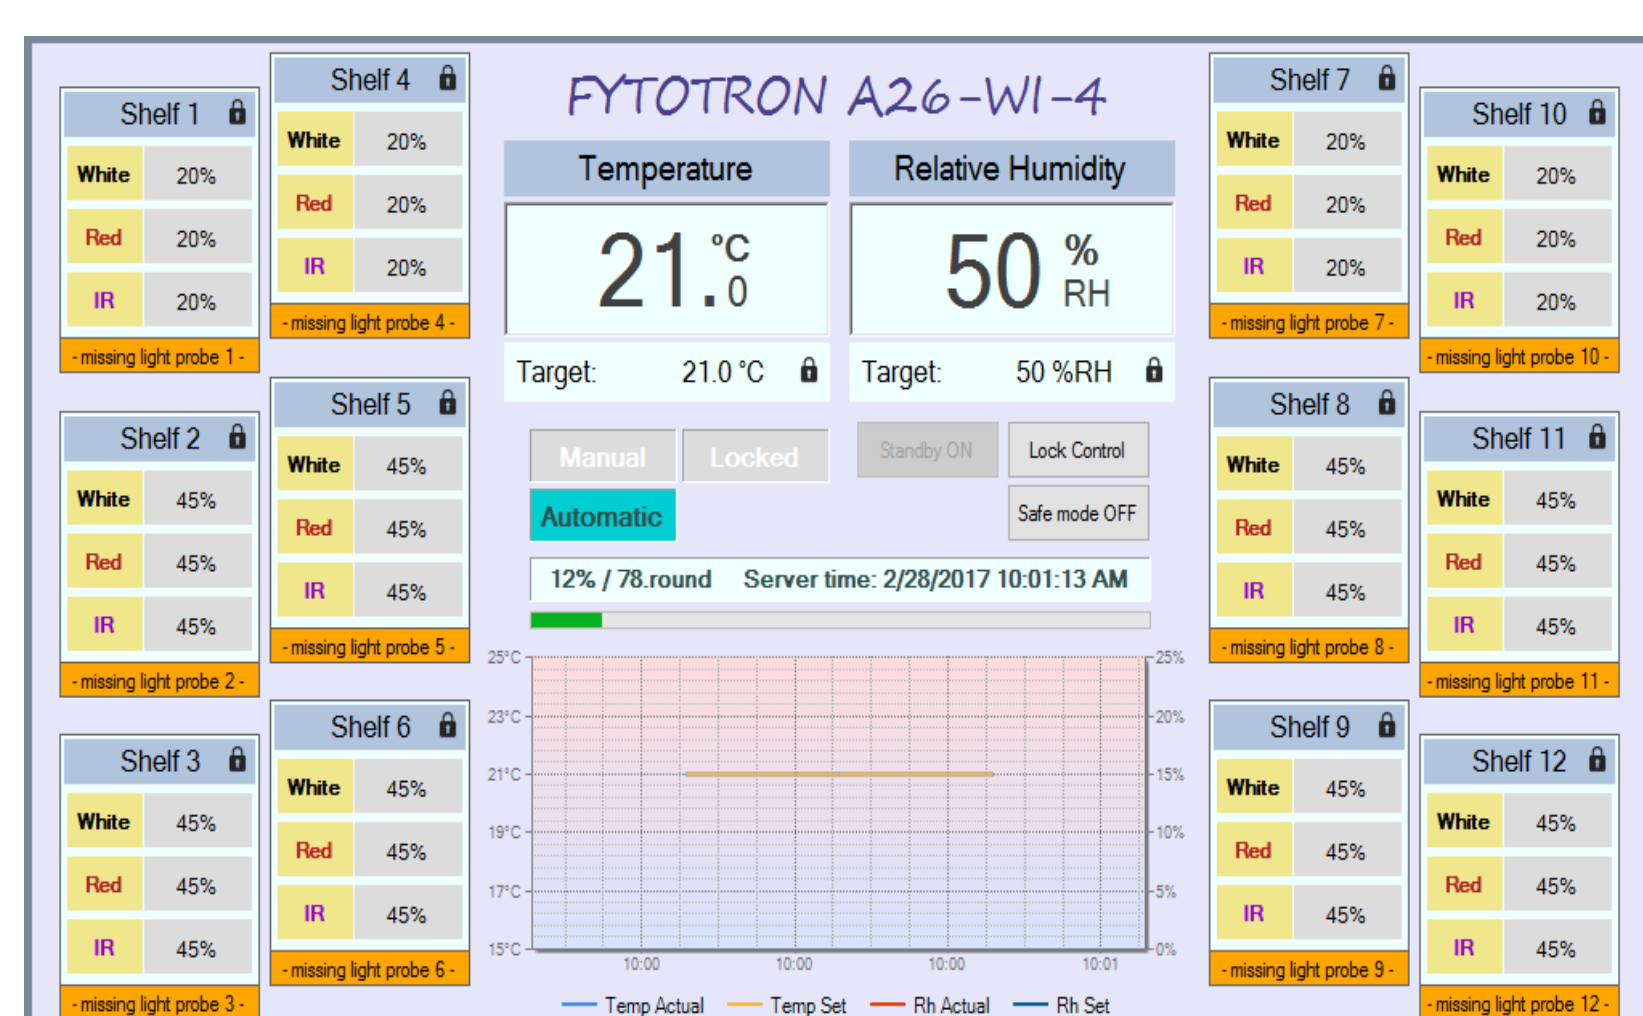 FYTOTRON A26-WI-4
Shelf 1
White 20%
Red 20%
IR 20%
- missing light probe 1 -
Shelf 2
White 45%
Red 45%
IR 45%
- missing light probe 2 -
Shelf 3
White 45%
Red 45%
IR 45%
- missing light probe 3 -
Shelf 4
White 20%
Red 20%
IR 20%
- missing light probe 4 -
Shelf 5
White 45%
Red 45%
IR 45%
- missing light probe 5 -
Shelf 6
White 45%
Red 45%
IR 45%
- missing light probe 6 -
Temperature
21.0 °C
Target: 21.0 °C
Relative Humidity
50 % RH
Target: 50 %RH
Manual Locked
Automatic
Standby ON Lock Control
Safe mode OFF
12% / 78.round Server time: 2/28/2017 10:01:13 AM
25°C 25%
23°C 20%
21°C 15%
19°C 10%
17°C 5%
15°C 0%
10:00 10:00 10:00 10:01
Temp Actual Temp Set Rh Actual Rh Set
Shelf 7
White 20%
Red 20%
IR 20%
- missing light probe 7 -
Shelf 8
White 45%
Red 45%
IR 45%
- missing light probe 8 -
Shelf 9
White 45%
Red 45%
IR 45%
- missing light probe 9 -
Shelf 10
White 20%
Red 20%
IR 20%
- missing light probe 10 -
Shelf 11
White 45%
Red 45%
IR 45%
- missing light probe 11 -
Shelf 12
White 45%
Red 45%
IR 45%
- missing light probe 12 -